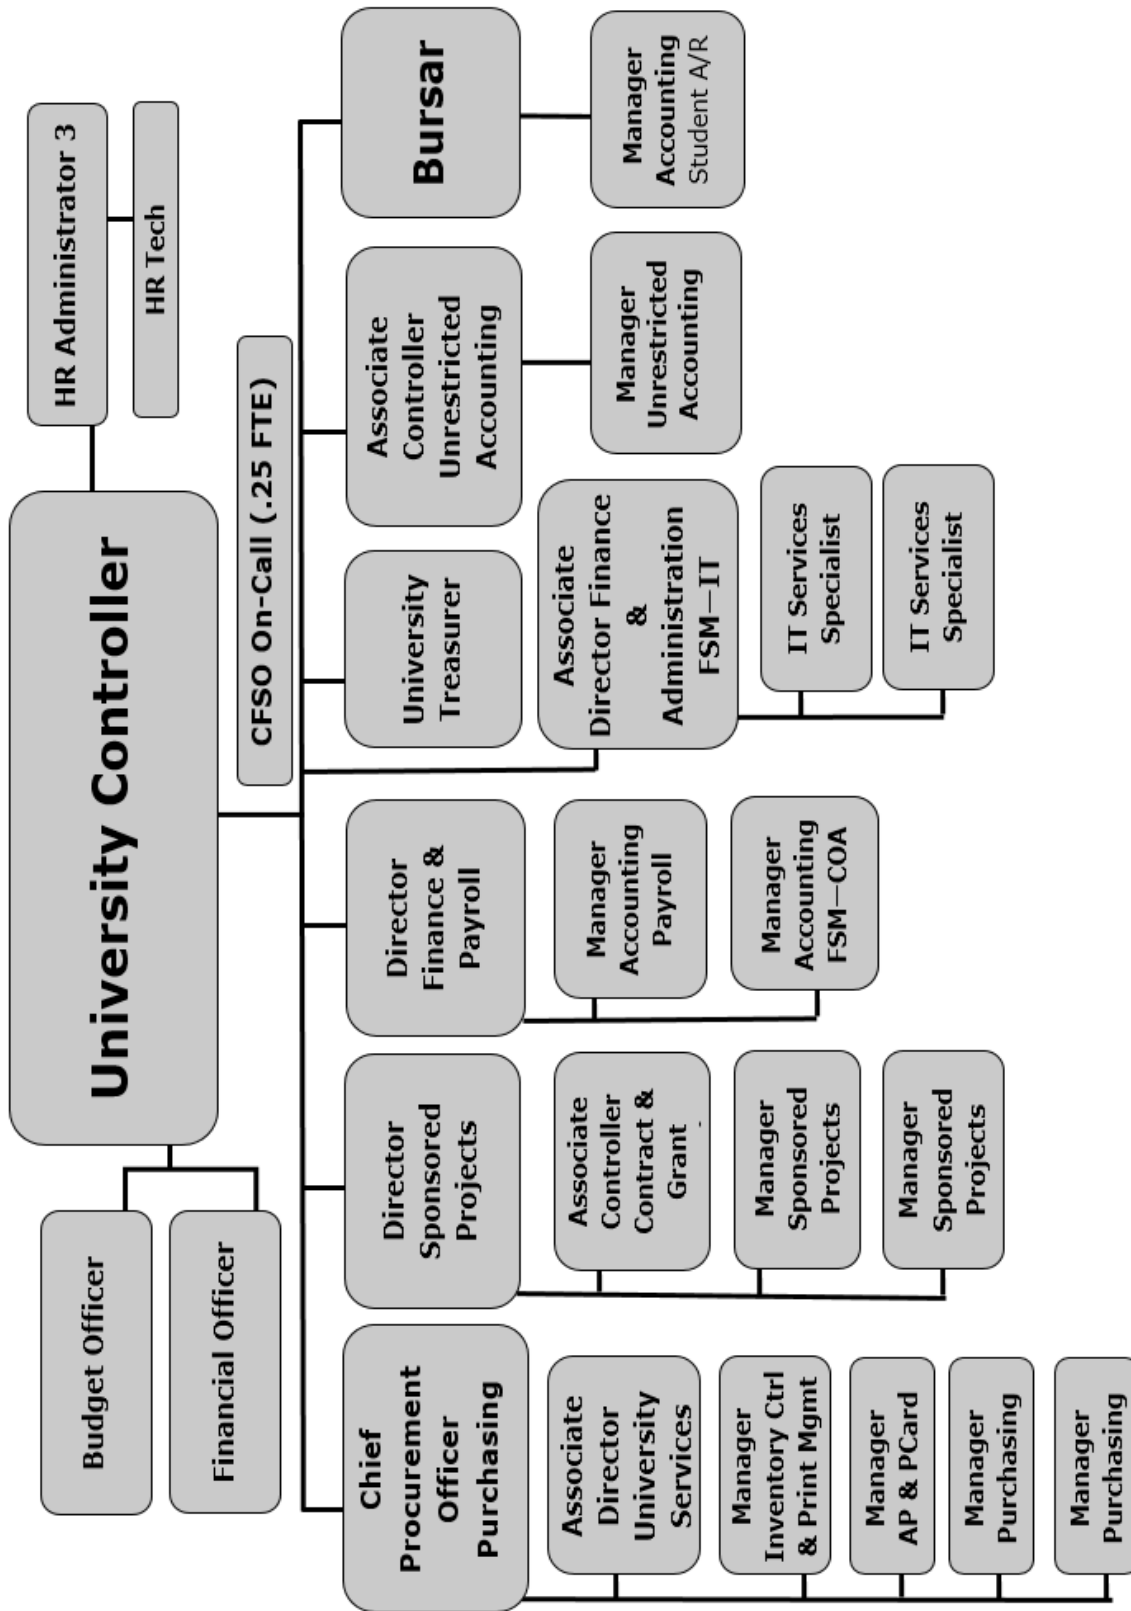 University Controller
HR Administrator 3
HR Tech
Budget Officer
Financial Officer
CFSO On-Call (.25 FTE)
Chief
Procurement
Officer
Purchasing
Associate
Director
University
Services
Manager
Inventory Ctrl
& Print Mgmt
Manager
AP & PCard
Manager
Purchasing
Manager
Purchasing
Director
Sponsored
Projects
Associate
Controller
Contract &
Grant
Manager
Sponsored
Projects
Manager
Sponsored
Projects
Director
Finance &
Payroll
Manager
Accounting
Payroll
Manager
Accounting
FSM—COA
University
Treasurer
Associate
Director Finance
&
Administration
FSM—IT
IT Services
Specialist
IT Services
Specialist
Associate
Controller
Unrestricted
Accounting
Manager
Unrestricted
Accounting
Bursar
Manager
Accounting
Student A/R